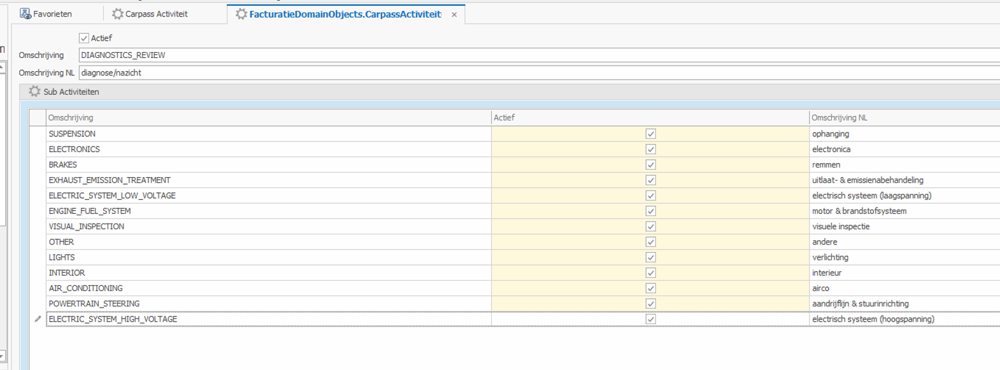 Favorieten
Carpass Activiteit
FacturatieDomainObjects.CarpassActiviteit
Actief
Omschrijving DIAGNOSTICS_REVIEW
Omschrijving NL diagnose/nazicht
Sub Activiteiten
Omschrijving Actief Omschrijving NL
SUSPENSION ophanging
ELECTRONICS electronica
BRAKES remmen
EXHAUST_EMISSION_TREATMENT uitlaat- & emissienabehandeling
ELECTRIC_SYSTEM_LOW_VOLTAGE electrisch systeem (laagspanning)
ENGINE_FUEL_SYSTEM motor & brandstofsysteem
VISUAL_INSPECTION visuele inspectie
OTHER andere
LIGHTS verlichting
INTERIOR interieur
AIR_CONDITIONING airco
POWERTRAIN_STEERING aandrijflijn & stuurinrichting
ELECTRIC_SYSTEM_HIGH_VOLTAGE electrisch systeem (hoogspanning)